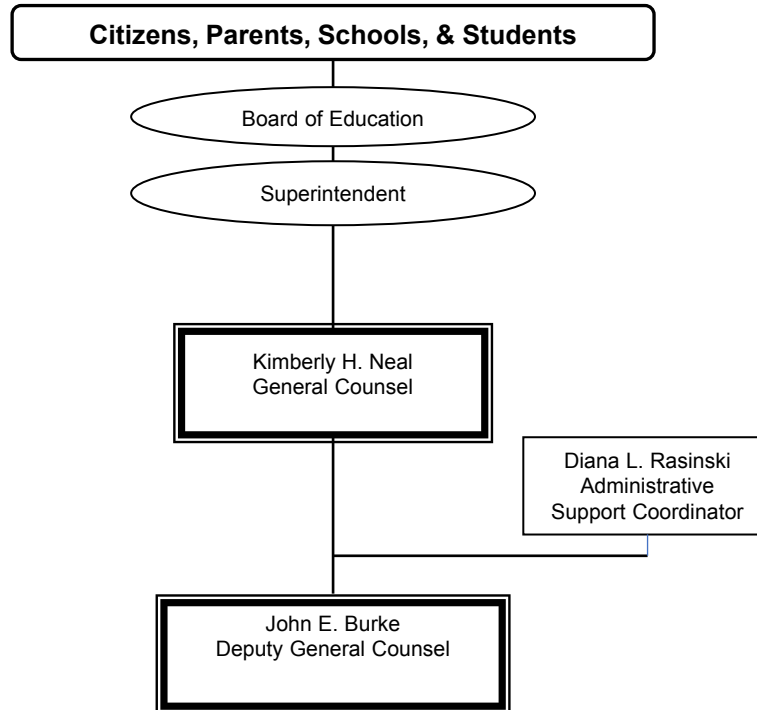 Citizens, Parents, Schools, & Students
Board of Education
Superintendent
Kimberly H. Neal
General Counsel
Diana L. Rasinski
Administrative
Support Coordinator
John E. Burke
Deputy General Counsel